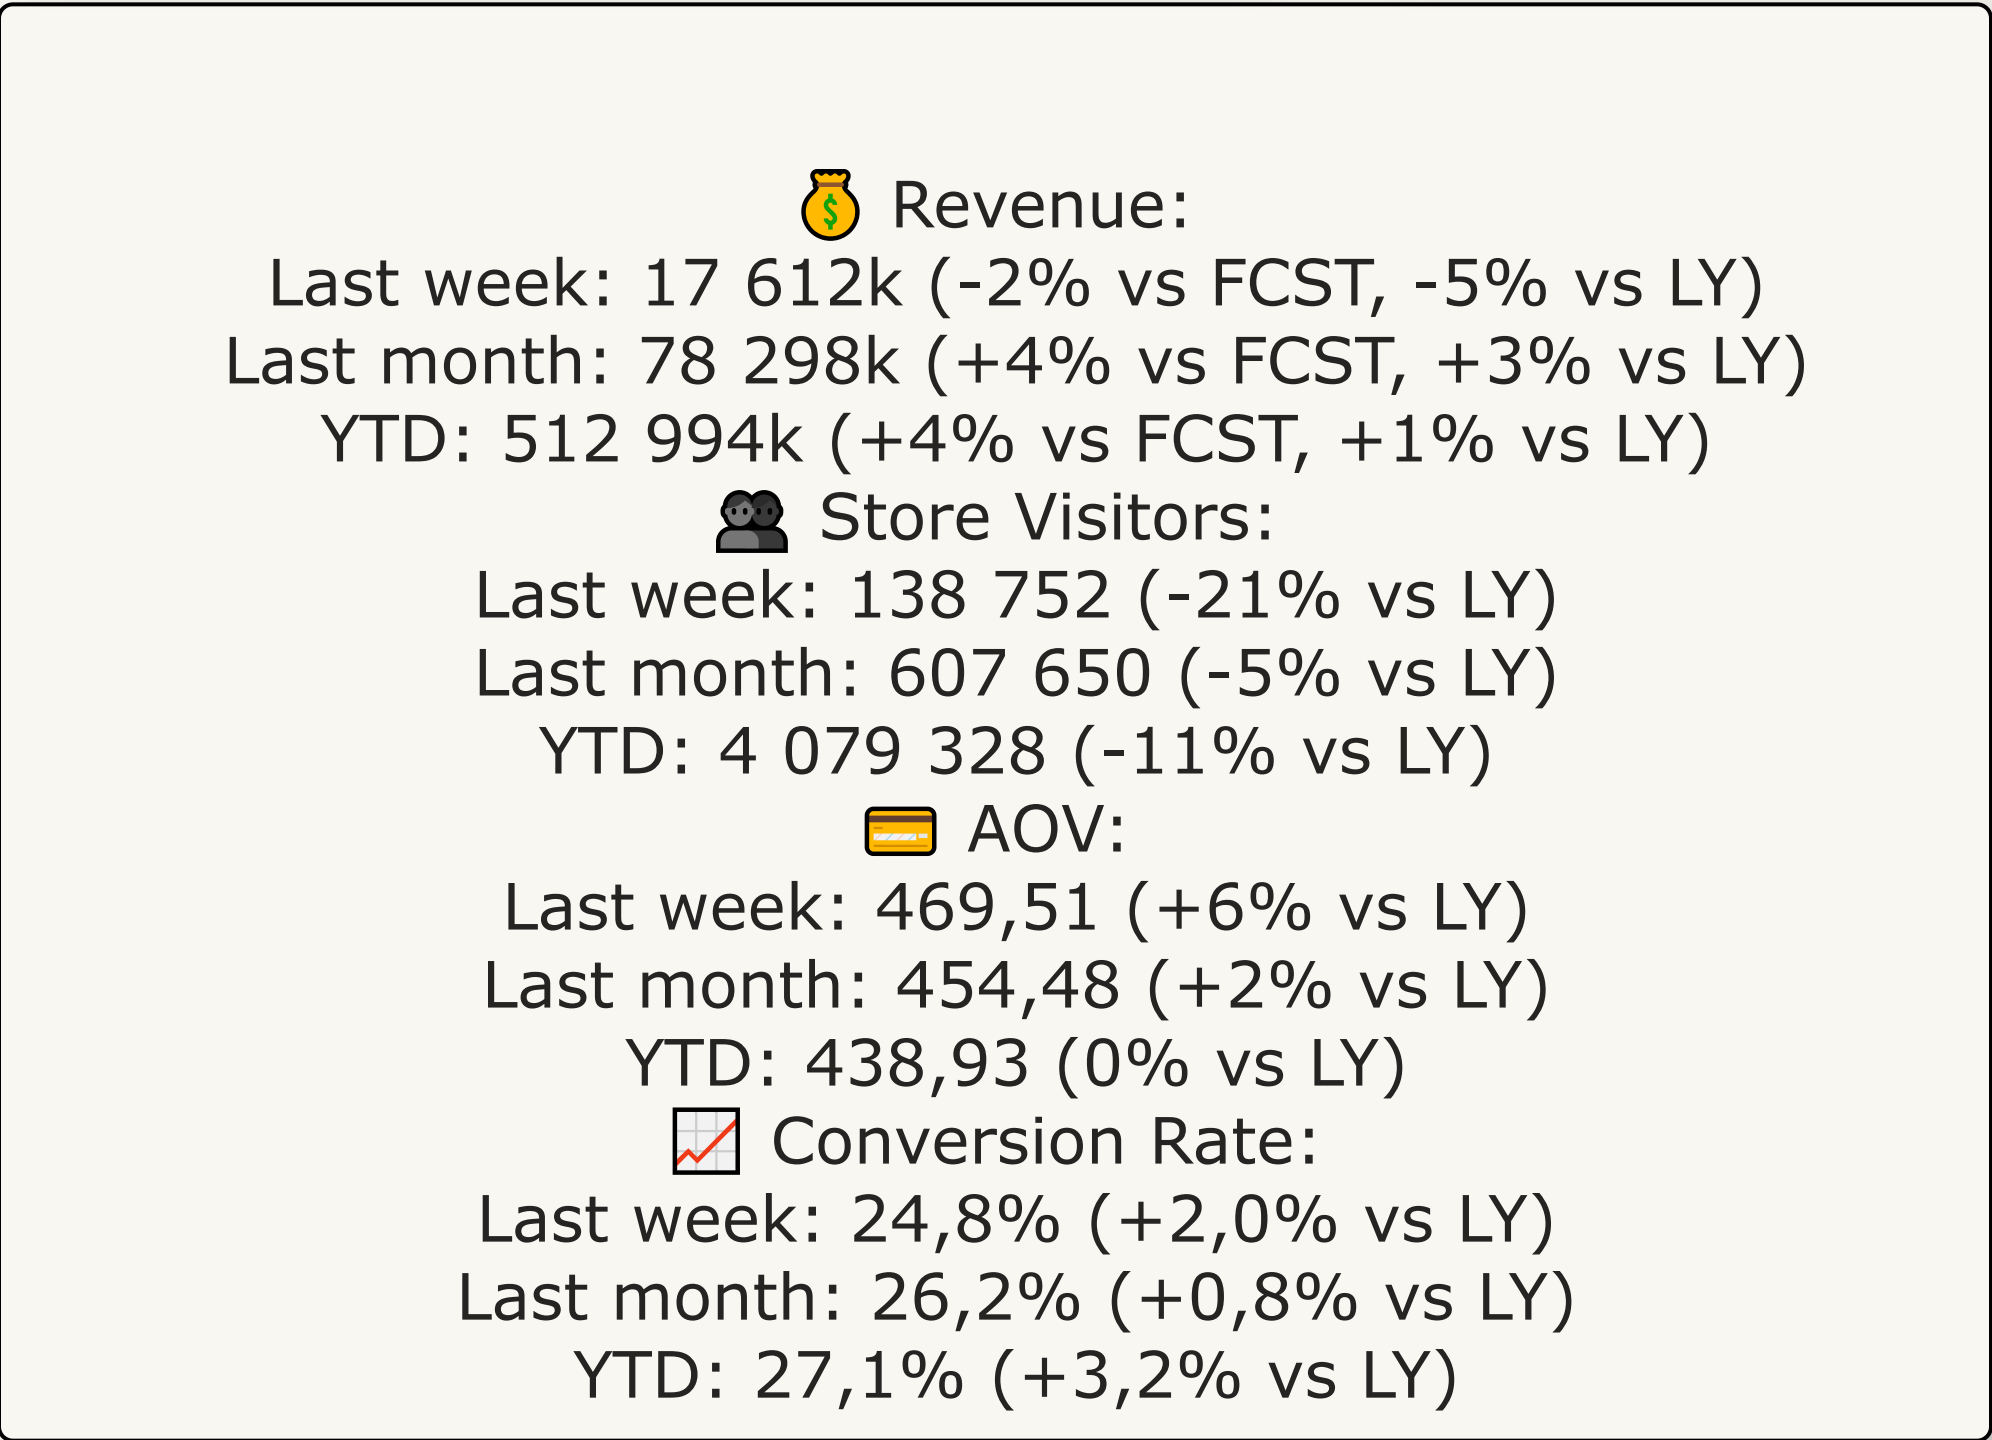 💰 Revenue:
Last week: 17 612k (-2% vs FCST, -5% vs LY)
Last month: 78 298k (+4% vs FCST, +3% vs LY)
YTD: 512 994k (+4% vs FCST, +1% vs LY)
👥 Store Visitors:
Last week: 138 752 (-21% vs LY)
Last month: 607 650 (-5% vs LY)
YTD: 4 079 328 (-11% vs LY)
💳 AOV:
Last week: 469,51 (+6% vs LY)
Last month: 454,48 (+2% vs LY)
YTD: 438,93 (0% vs LY)
📈 Conversion Rate:
Last week: 24,8% (+2,0% vs LY)
Last month: 26,2% (+0,8% vs LY)
YTD: 27,1% (+3,2% vs LY)